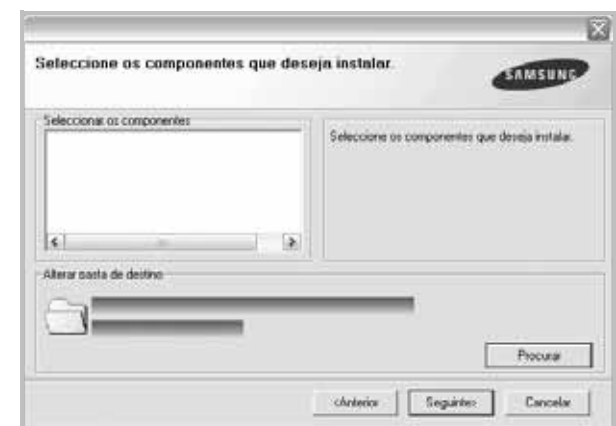 Seleccione os componentes que deseja instalar.
SAMSUNG
Seleccionar os componentes
Seleccione os componentes que deseja instalar.
Alterar pasta de destino
Procurar
<Anterior
Seguinte>
Cancelar